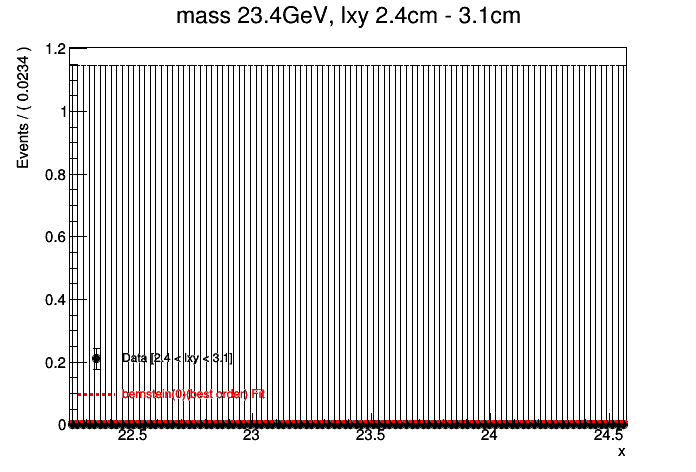 mass 23.4GeV, lxy 2.4cm - 3.1cm
Events / ( 0.0234 )
1.2
1
0.8
0.6
0.4
0.2
0
Data [2.4 < lxy < 3.1]
bernstein[0](best order) Fit
22.5 23 23.5 24 24.5
x